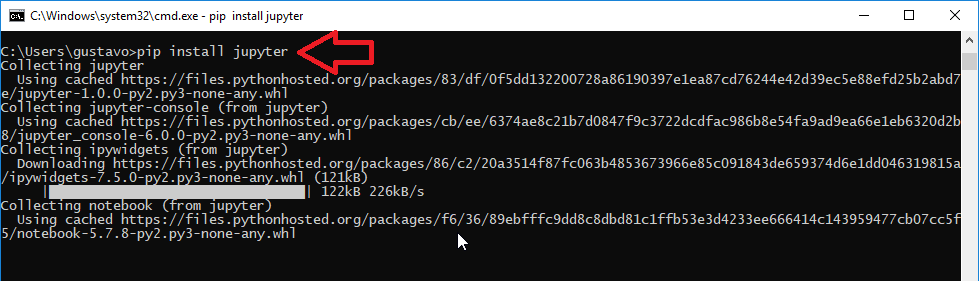 C:\Windows\system32\cmd.exe - pip  install jupyter
C:\Users\gustavo>pip install jupyter
Collecting jupyter
  Using cached https://files.pythonhosted.org/packages/83/df/0f5dd132200728a86190397e1ea87cd76244e42d39ec5e88efd25b2abd7
e/jupyter-1.0.0-py2.py3-none-any.whl
Collecting jupyter-console (from jupyter)
  Using cached https://files.pythonhosted.org/packages/cb/ee/6374ae8c21b7d0847f9c3722dcdfac986b8e54fa9ad9ea66e1eb6320d2b
8/jupyter_console-6.0.0-py2.py3-none-any.whl
Collecting ipywidgets (from jupyter)
  Downloading https://files.pythonhosted.org/packages/86/c2/20a3514f87fc063b4853673966e85c091843de659374d6e1dd046319815a
/ipywidgets-7.5.0-py2.py3-none-any.whl (121kB)
| 122kB 226kB/s
Collecting notebook (from jupyter)
  Using cached https://files.pythonhosted.org/packages/f6/36/89ebfffc9dd8c8dbd81c1ffb53e3d4233ee666414c143959477cb07cc5f
5/notebook-5.7.8-py2.py3-none-any.whl